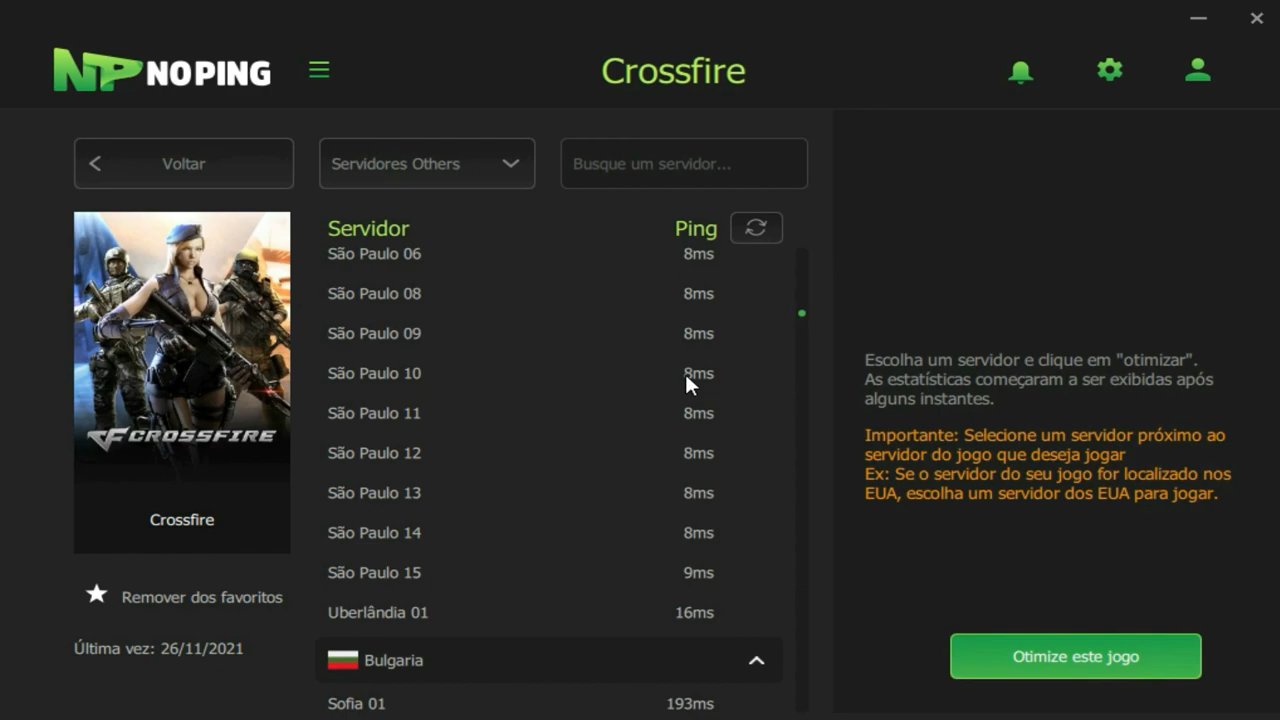 NP NOPING
Crossfire
Voltar
Servidores Others
Busque um servidor...
Servidor Ping
São Paulo 06 8ms
São Paulo 08 8ms
São Paulo 09 8ms
São Paulo 10 8ms
São Paulo 11 8ms
São Paulo 12 8ms
São Paulo 13 8ms
São Paulo 14 8ms
São Paulo 15 9ms
Uberlândia 01 16ms
Bulgaria
Sofia 01 193ms
CF CROSSFIRE
Crossfire
Remover dos favoritos
Última vez: 26/11/2021
Escolha um servidor e clique em "otimizar".
As estatísticas começaram a ser exibidas após
alguns instantes.
Importante: Selecione um servidor próximo ao
servidor do jogo que deseja jogar
Ex: Se o servidor do seu jogo for localizado nos
EUA, escolha um servidor dos EUA para jogar.
Otimize este jogo